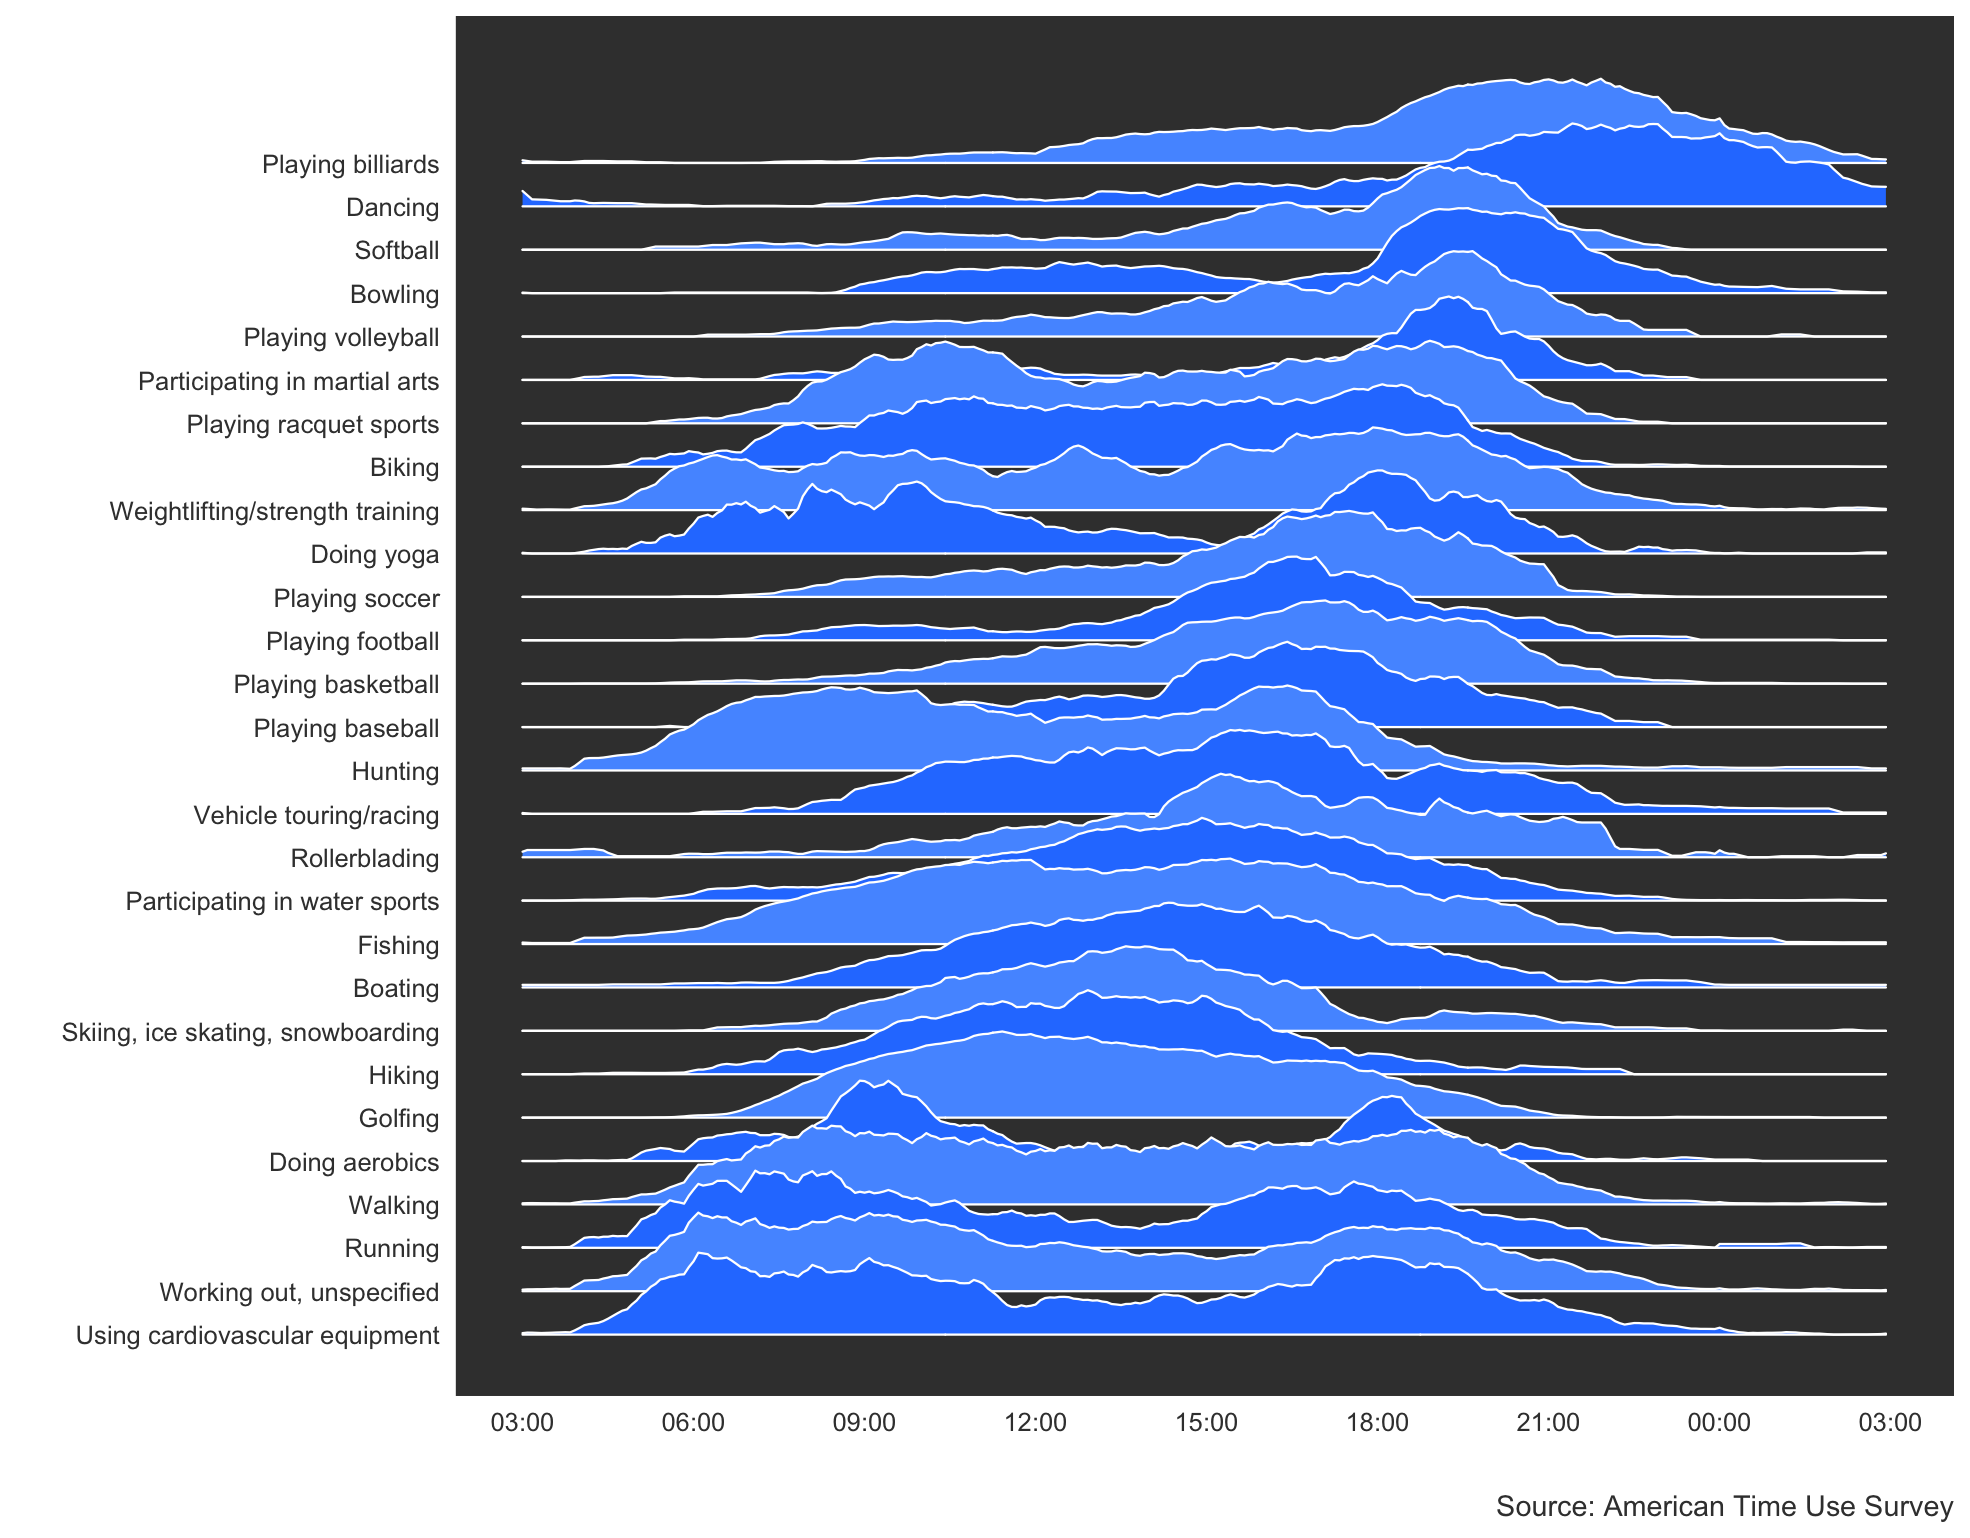 Playing billiards
Dancing
Softball
Bowling
Playing volleyball
Participating in martial arts
Playing racquet sports
Biking
Weightlifting/strength training
Doing yoga
Playing soccer
Playing football
Playing basketball
Playing baseball
Hunting
Vehicle touring/racing
Rollerblading
Participating in water sports
Fishing
Boating
Skiing, ice skating, snowboarding
Hiking
Golfing
Doing aerobics
Walking
Running
Working out, unspecified
Using cardiovascular equipment
03:00 06:00 09:00 12:00 15:00 18:00 21:00 00:00 03:00
Source: American Time Use Survey